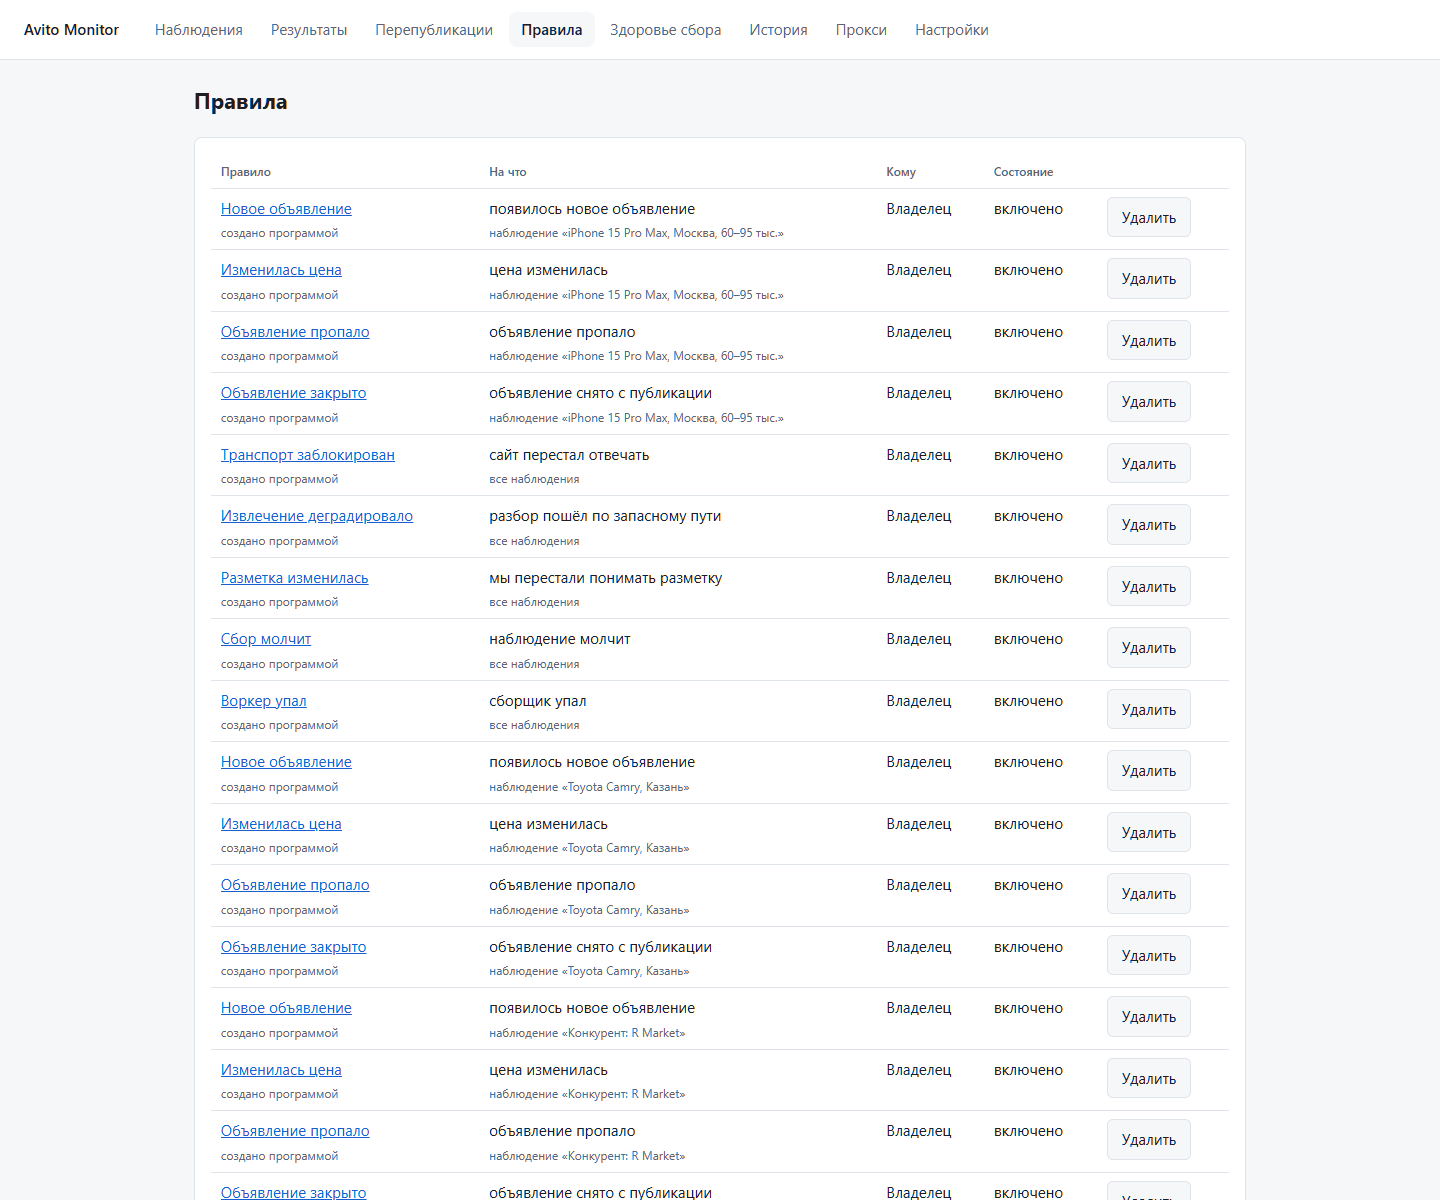 Avito Monitor Наблюдения Результаты Перепубликации Правила Здоровье сбора История Прокси Настройки
Правила
Правило На что Кому Состояние
Новое объявление появилось новое объявление Владелец включено Удалить
создано программой наблюдение «iPhone 15 Pro Max, Москва, 60–95 тыс.»
Изменилась цена цена изменилась Владелец включено Удалить
создано программой наблюдение «iPhone 15 Pro Max, Москва, 60–95 тыс.»
Объявление пропало объявление пропало Владелец включено Удалить
создано программой наблюдение «iPhone 15 Pro Max, Москва, 60–95 тыс.»
Объявление закрыто объявление снято с публикации Владелец включено Удалить
создано программой наблюдение «iPhone 15 Pro Max, Москва, 60–95 тыс.»
Транспорт заблокирован сайт перестал отвечать Владелец включено Удалить
создано программой все наблюдения
Извлечение деградировало разбор пошёл по запасному пути Владелец включено Удалить
создано программой все наблюдения
Разметка изменилась мы перестали понимать разметку Владелец включено Удалить
создано программой все наблюдения
Сбор молчит наблюдение молчит Владелец включено Удалить
создано программой все наблюдения
Воркер упал сборщик упал Владелец включено Удалить
создано программой все наблюдения
Новое объявление появилось новое объявление Владелец включено Удалить
создано программой наблюдение «Toyota Camry, Казань»
Изменилась цена цена изменилась Владелец включено Удалить
создано программой наблюдение «Toyota Camry, Казань»
Объявление пропало объявление пропало Владелец включено Удалить
создано программой наблюдение «Toyota Camry, Казань»
Объявление закрыто объявление снято с публикации Владелец включено Удалить
создано программой наблюдение «Toyota Camry, Казань»
Новое объявление появилось новое объявление Владелец включено Удалить
создано программой наблюдение «Конкурент: R Market»
Изменилась цена цена изменилась Владелец включено Удалить
создано программой наблюдение «Конкурент: R Market»
Объявление пропало объявление пропало Владелец включено Удалить
создано программой наблюдение «Конкурент: R Market»
Объявление закрыто объявление снято с публикации Владелец включено